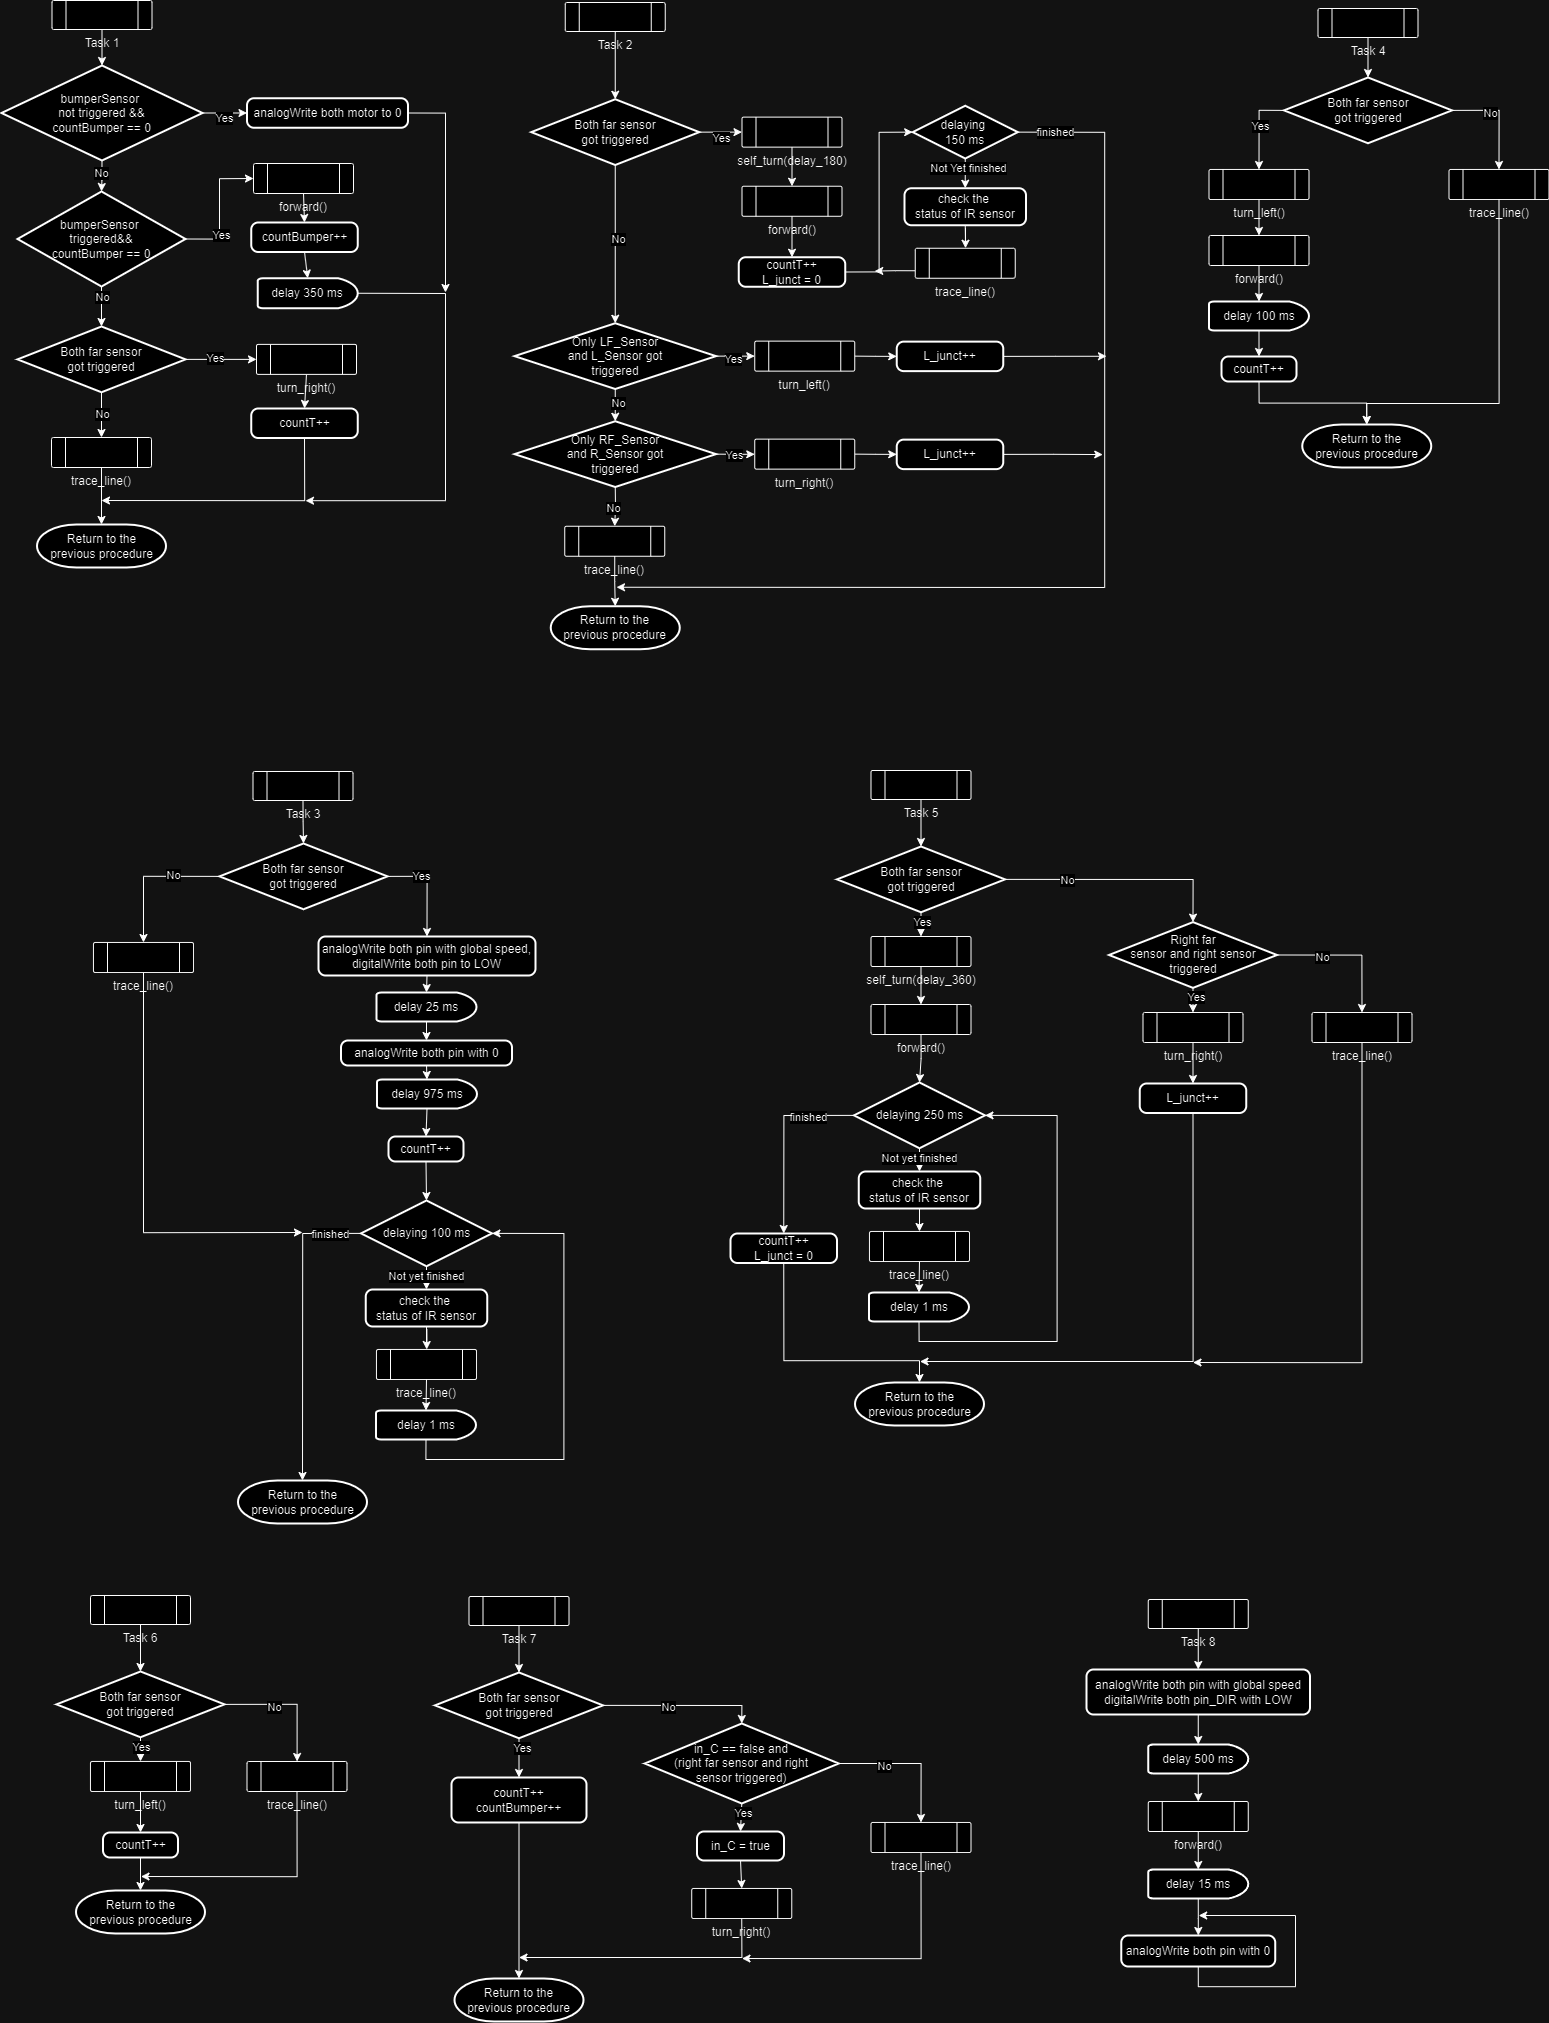 Task 1
bumperSensor
not triggered &&
countBumper == 0
Yes
analogWrite both motor to 0
No
bumperSensor
triggered&&
countBumper == 0
Yes
forward()
countBumper++
delay 350 ms
No
Both far sensor
got triggered
Yes
turn_right()
countT++
No
trace_line()
Return to the
previous procedure
Task 2
Both far sensor
got triggered
Yes
self_turn(delay_180)
forward()
countT++
L_junct = 0
delaying
150 ms
finished
Not Yet finished
check the
status of IR sensor
trace_line()
No
Only LF_Sensor
and L_Sensor got
triggered
Yes
turn_left()
L_junct++
No
Only RF_Sensor
and R_Sensor got
triggered
Yes
turn_right()
L_junct++
No
trace_line()
Return to the
previous procedure
Task 4
Both far sensor
got triggered
Yes
No
turn_left()
trace_line()
forward()
delay 100 ms
countT++
Return to the
previous procedure
Task 3
Both far sensor
got triggered
No
Yes
trace_line()
analogWrite both pin with global speed,
digitalWrite both pin to LOW
delay 25 ms
analogWrite both pin with 0
delay 975 ms
countT++
delaying 100 ms
finished
Not yet finished
check the
status of IR sensor
trace_line()
delay 1 ms
Return to the
previous procedure
Task 5
Both far sensor
got triggered
No
Yes
self_turn(delay_360)
forward()
delaying 250 ms
finished
Not yet finished
check the
status of IR sensor
countT++
L_junct = 0
trace_line()
delay 1 ms
Right far
sensor and right sensor
triggered
No
Yes
turn_right()
trace_line()
L_junct++
Return to the
previous procedure
Task 6
Both far sensor
got triggered
No
Yes
turn_left()
trace_line()
countT++
Return to the
previous procedure
Task 7
Both far sensor
got triggered
No
Yes
countT++
countBumper++
in_C == false and
(right far sensor and right
sensor triggered)
No
Yes
in_C = true
trace_line()
turn_right()
Return to the
previous procedure
Task 8
analogWrite both pin with global speed
digitalWrite both pin_DIR with LOW
delay 500 ms
forward()
delay 15 ms
analogWrite both pin with 0